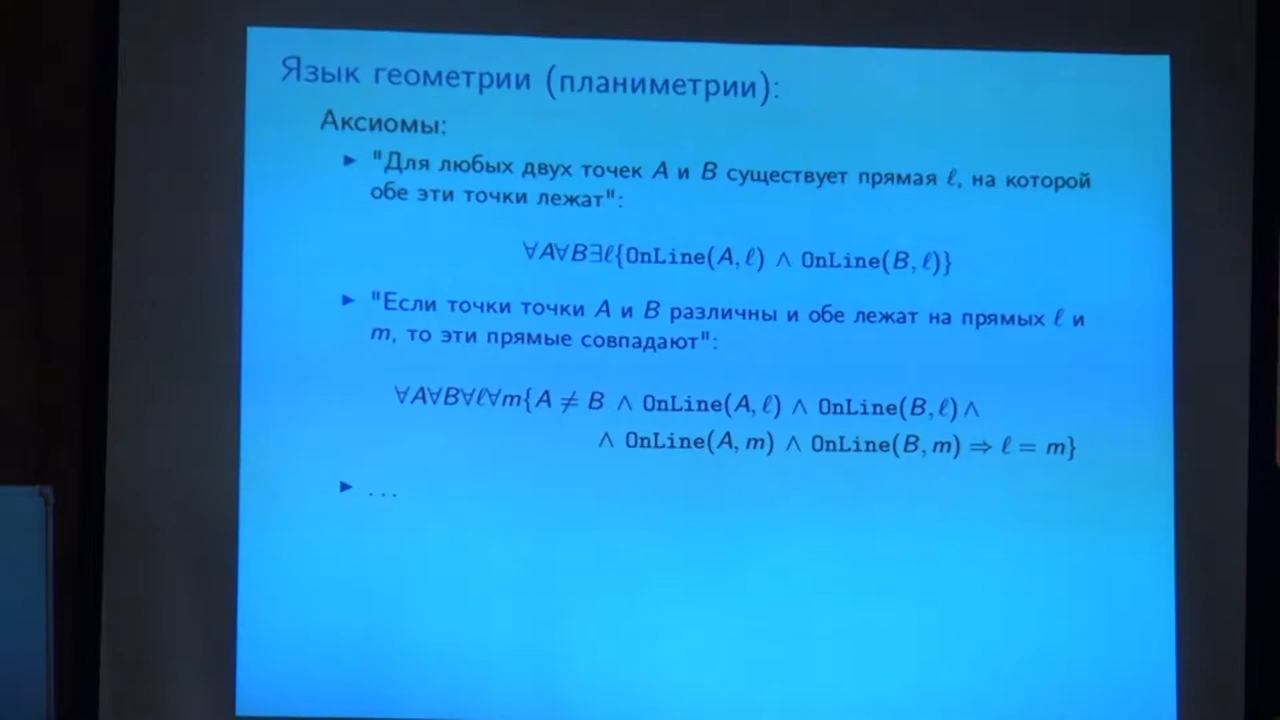 Язык геометрии (планиметрии):
Аксиомы:
► "Для любых двух точек A и B существует прямая ℓ, на которой
обе эти точки лежат":
∀A∀B∃ℓ{OnLine(A, ℓ) ∧ OnLine(B, ℓ)}
► "Если точки точки A и B различны и обе лежат на прямых ℓ и
m, то эти прямые совпадают":
∀A∀B∀ℓ∀m{A ≠ B ∧ OnLine(A, ℓ) ∧ OnLine(B, ℓ) ∧
∧ OnLine(A, m) ∧ OnLine(B, m) ⇒ ℓ = m}
► ...